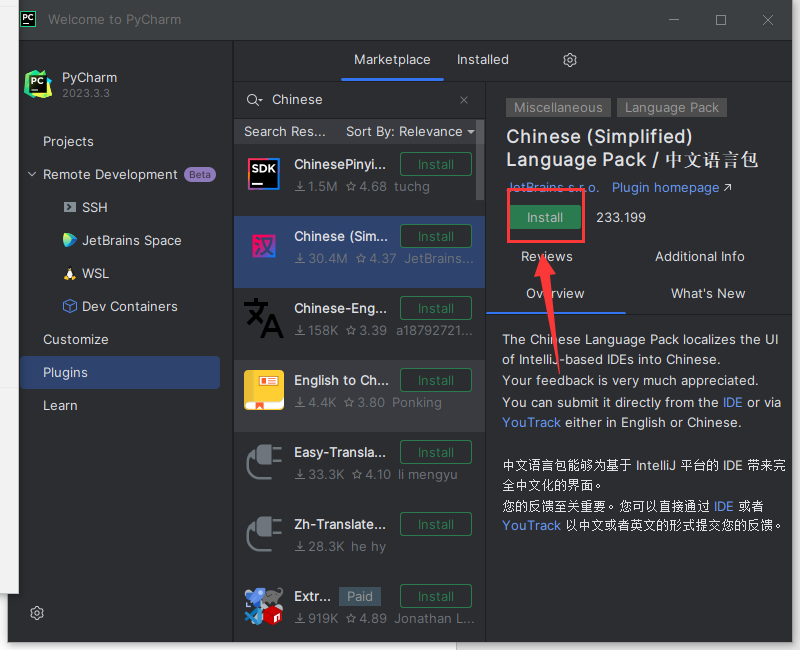 PC
Welcome to PyCharm
PC
PyCharm
2023.3.3
Projects
Remote Development Beta
SSH
JetBrains Space
WSL
Dev Containers
Customize
Plugins
Learn
Marketplace
Installed
Chinese
Search Res... Sort By: Relevance
SDK
ChinesePinyi... Install
1.5M 4.68 tuchg
汉
Chinese (Sim... Install
30.4M 4.37 JetBrains...
文A
Chinese-Eng... Install
158K 3.39 a18792721...
English to Ch... Install
4.4K 3.80 Ponking
Easy-Transla... Install
33.3K 4.10 li mengyu
Zh-Translate... Install
28.3K he hy
Extr... Paid Install
919K 4.89 Jonathan L...
Miscellaneous Language Pack
Chinese (Simplified)
Language Pack / 中文语言包
JetBrains s.r.o. Plugin homepage
Install 233.199
Reviews Additional Info
Overview What's New
The Chinese Language Pack localizes the UI
of IntelliJ-based IDEs into Chinese.
Your feedback is very much appreciated.
You can submit it directly from the IDE or via
YouTrack either in English or Chinese.
中文语言包能够为基于 IntelliJ 平台的 IDE 带来完
全中文化的界面。
您的反馈至关重要。您可以直接通过 IDE 或者
YouTrack 以中文或者英文的形式提交您的反馈。